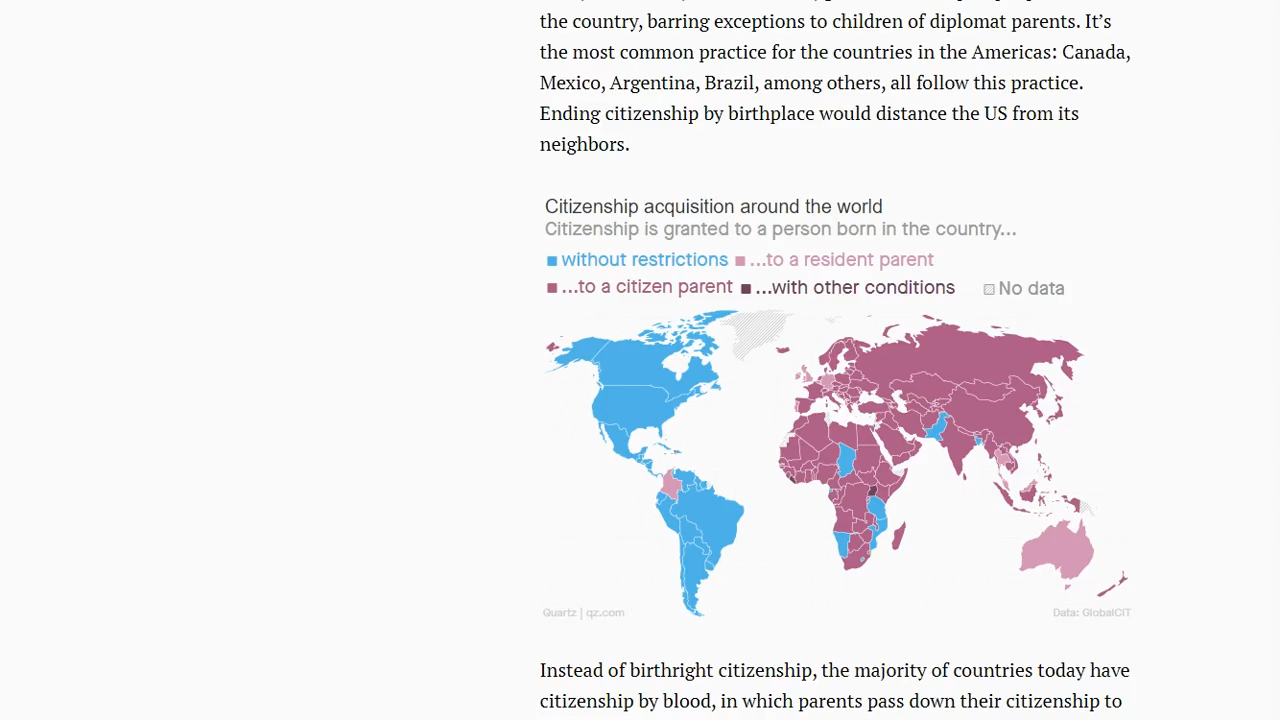 the country, barring exceptions to children of diplomat parents. It’s
the most common practice for the countries in the Americas: Canada,
Mexico, Argentina, Brazil, among others, all follow this practice.
Ending citizenship by birthplace would distance the US from its
neighbors.
Citizenship acquisition around the world
Citizenship is granted to a person born in the country...
without restrictions ...to a resident parent
...to a citizen parent ...with other conditions No data
Quartz | qz.com Data: GlobalCIT
Instead of birthright citizenship, the majority of countries today have
citizenship by blood, in which parents pass down their citizenship to